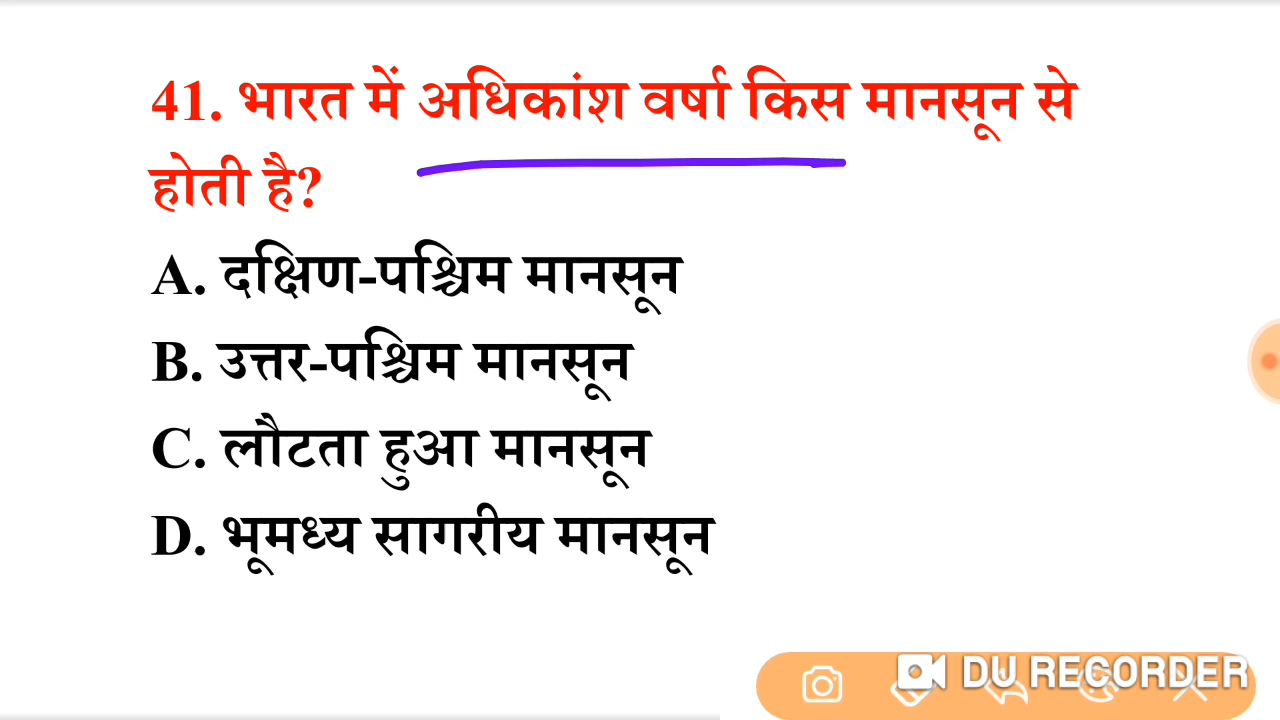 41. भारत में अधिकांश वर्षा किस मानसून से
होती है?
A. दक्षिण-पश्चिम मानसून
B. उत्तर-पश्चिम मानसून
C. लौटता हुआ मानसून
D. भूमध्य सागरीय मानसून
DU RECORDER